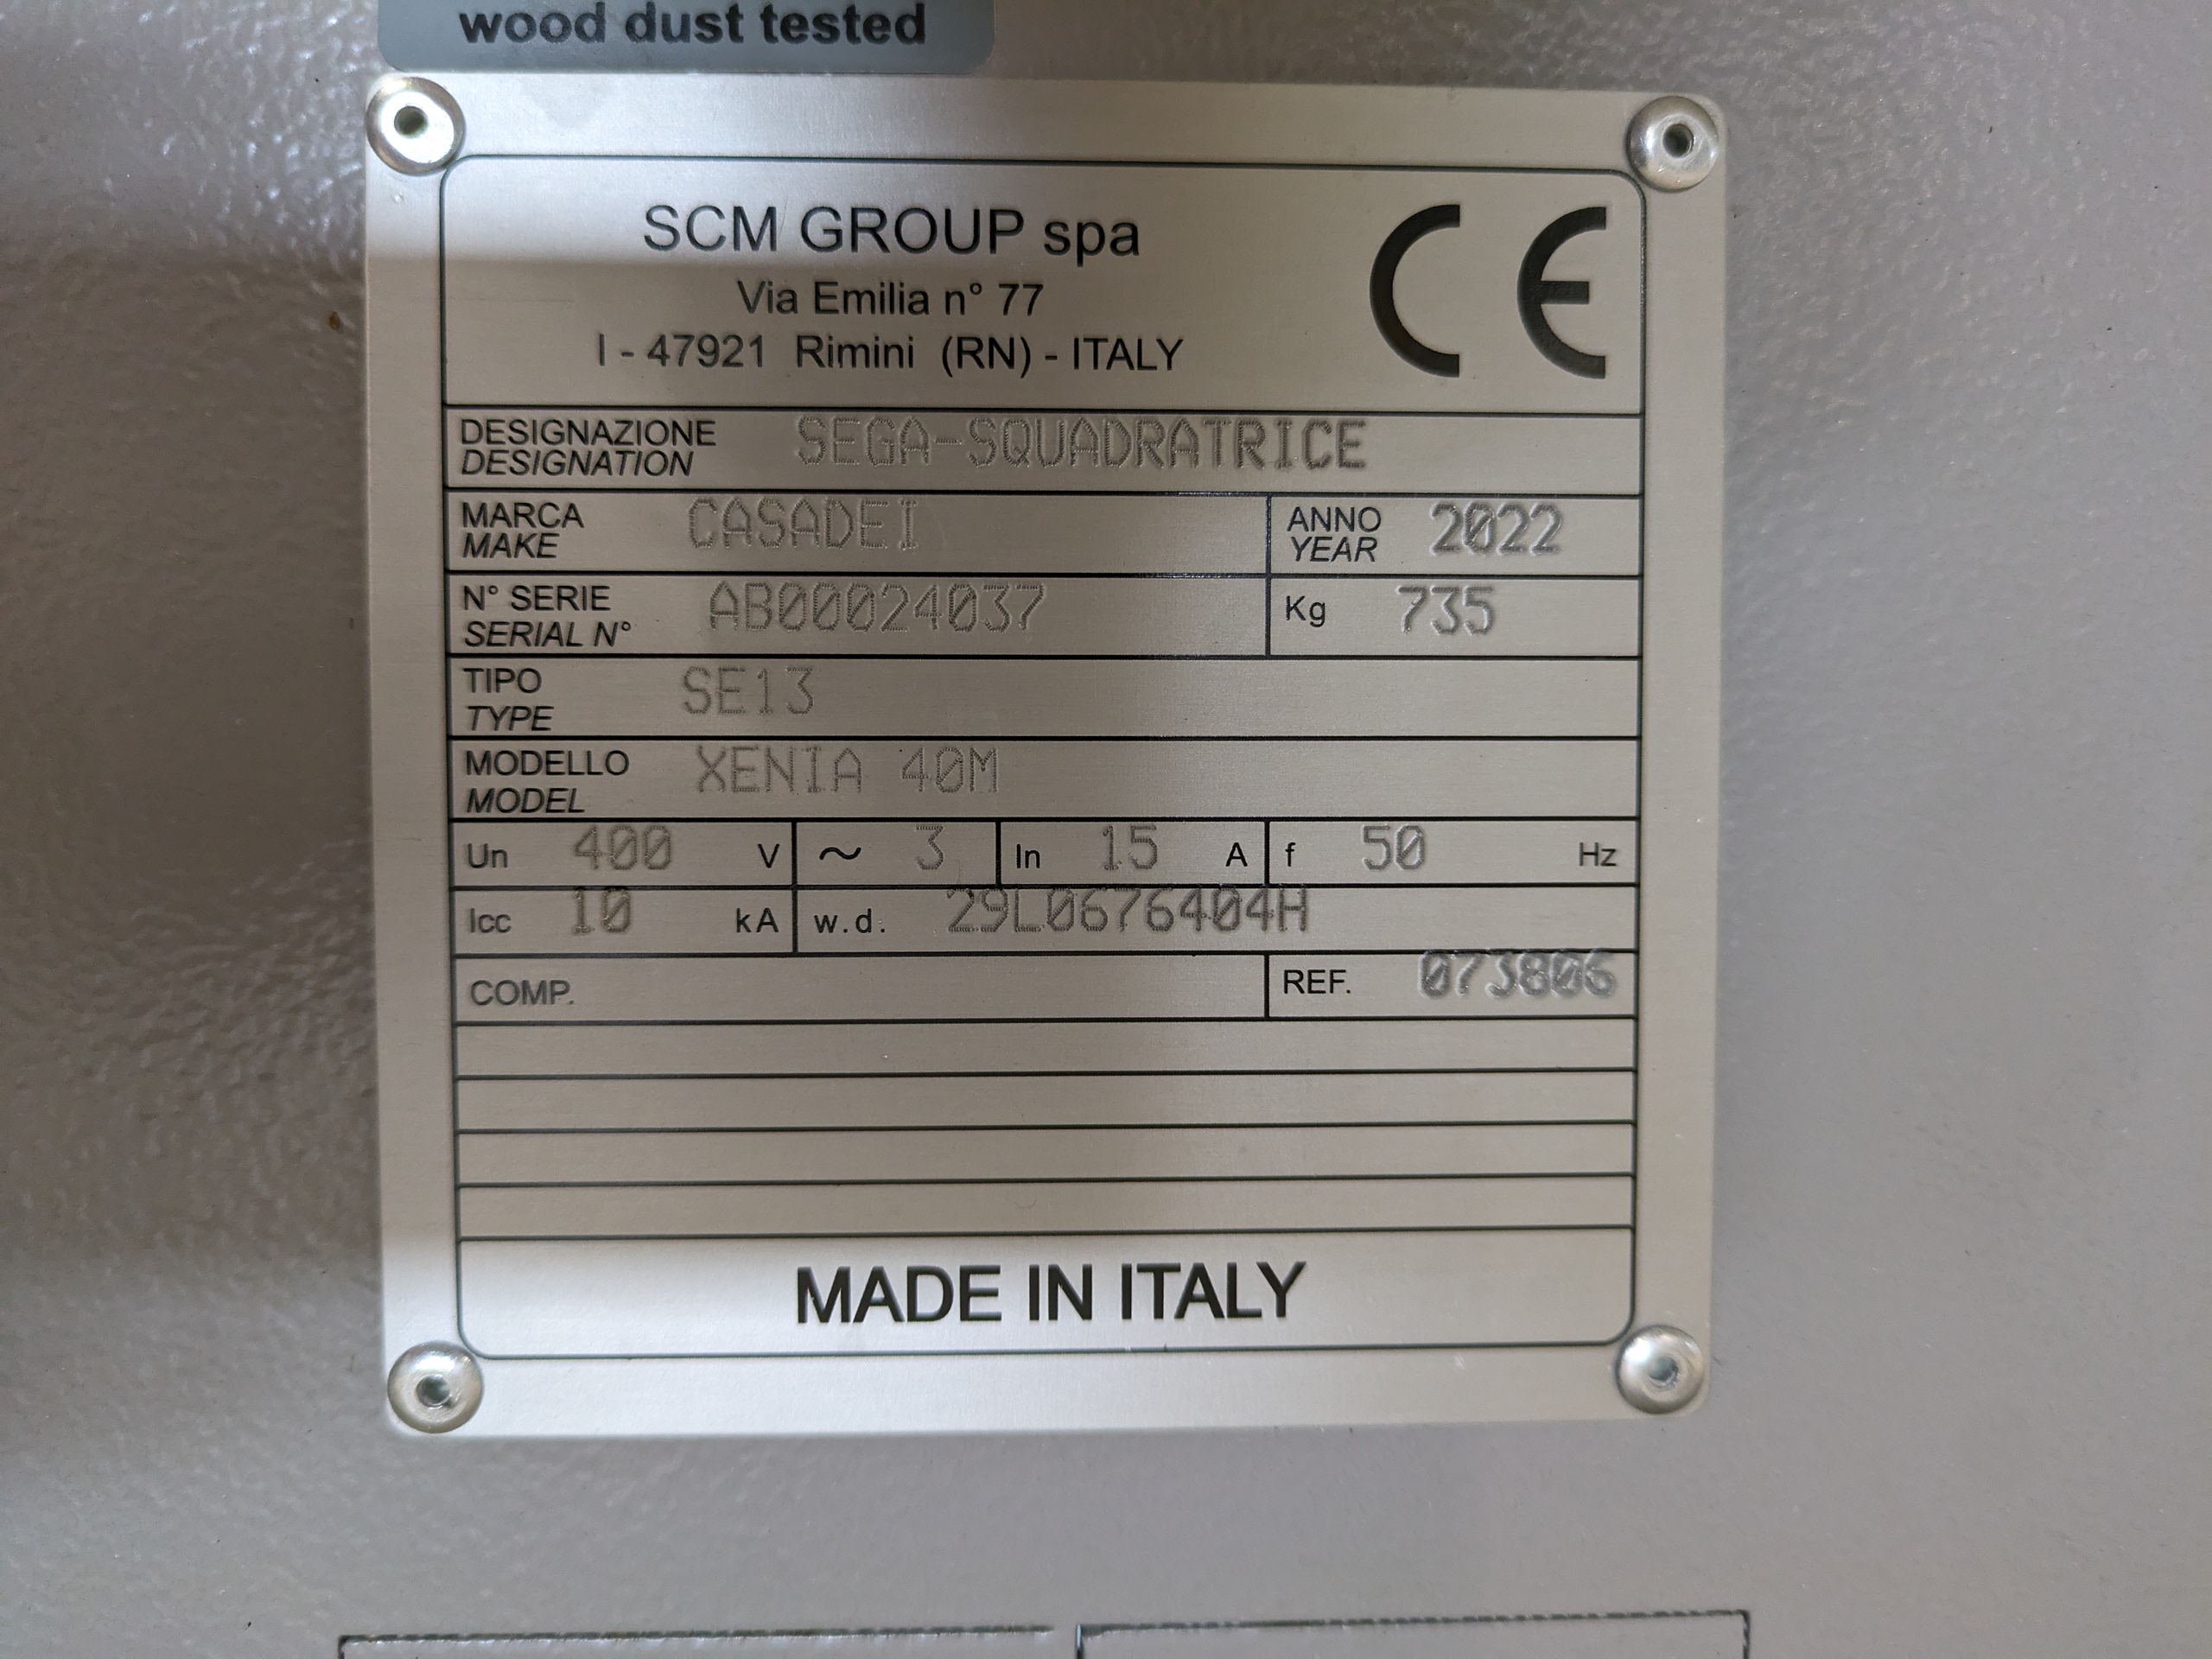 wood dust tested
SCM GROUP spa
Via Emilia n° 77
I - 47921 Rimini (RN) - ITALY
CE
DESIGNAZIONE SEGA-SQUADRATRICE
DESIGNATION
MARCA CASADEI ANNO 2022
MAKE YEAR
N° SERIE AB00024037 Kg 735
SERIAL N°
TIPO SE13
TYPE
MODELLO XENIA 40M
MODEL
Un 400 V ~ 3 In 15 A f 50 Hz
Icc 10 kA w.d. 29L0676404H
COMP. REF. 073806
MADE IN ITALY